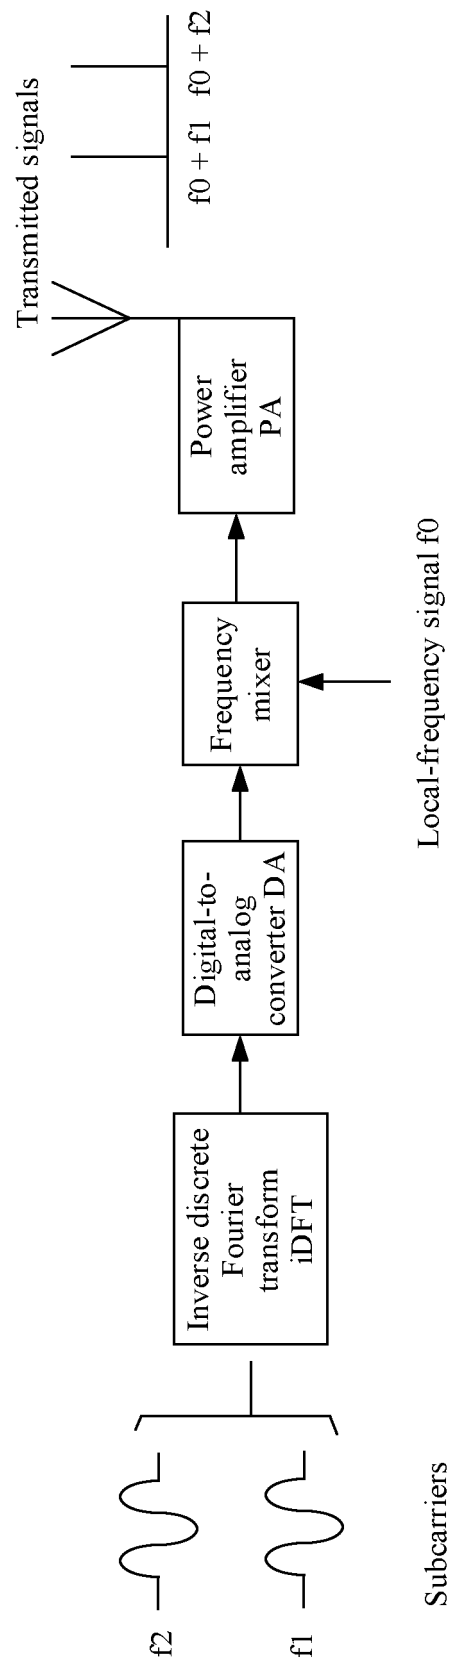 f2
f1
Subcarriers
Inverse discrete
Fourier
transform
iDFT
Digital-to-
analog
converter DA
Frequency
mixer
Local-frequency signal f0
Power
amplifier
PA
Transmitted signals
f0 + f1 f0 + f2